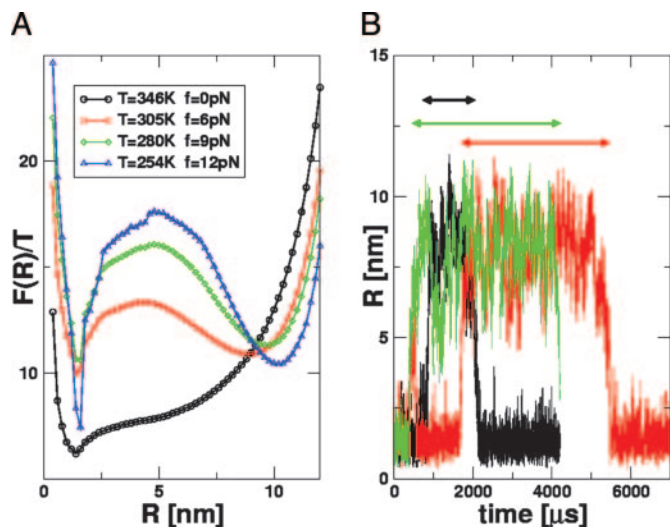 A
F(R)/T
20
10
T=346K f=0pN
T=305K f=6pN
T=280K f=9pN
T=254K f=12pN
0
5
10
R [nm]
B
R [nm]
15
10
5
0
0
2000
4000
6000
time [µs]